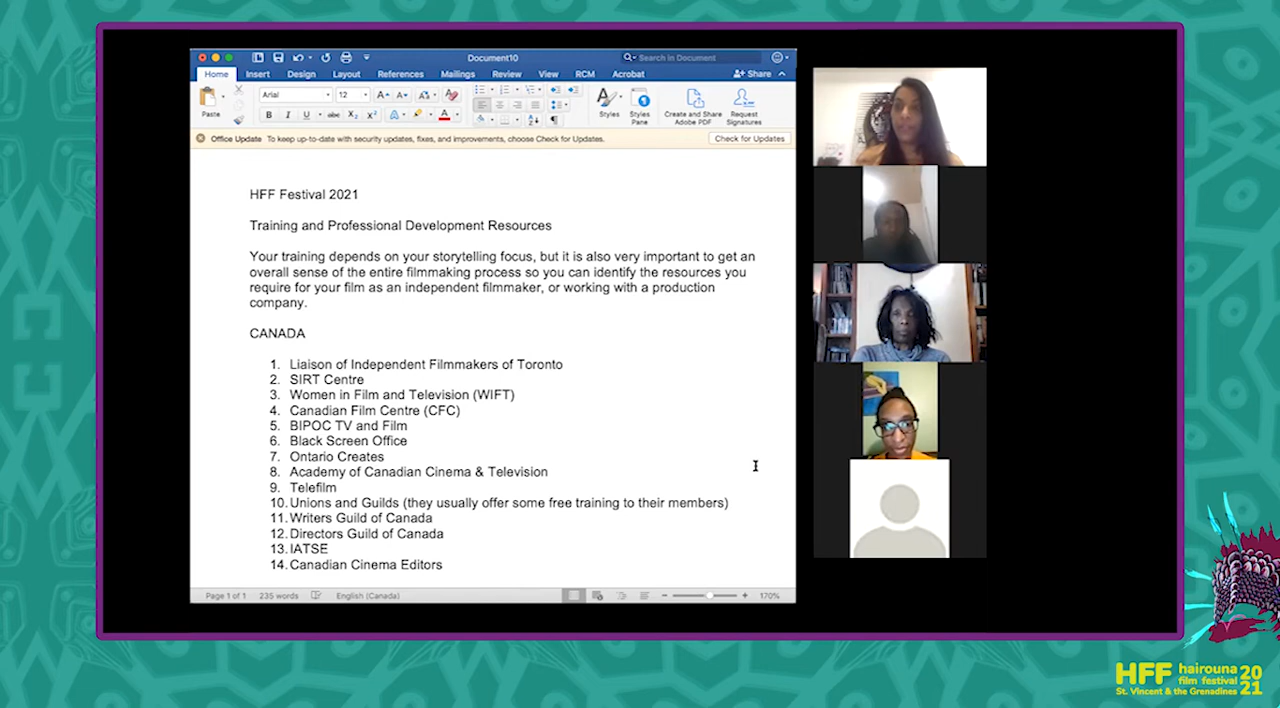 Document10
Search in Document
Home Insert Design Layout References Mailings Review View RCM Acrobat Share
Paste
Arial 12
B I U abc X₂ X²
Styles
Styles Pane
Create and Share Adobe PDF
Request Signatures
Office Update To keep up-to-date with security updates, fixes, and improvements, choose Check for Updates. Check for Updates
HFF Festival 2021
Training and Professional Development Resources
Your training depends on your storytelling focus, but it is also very important to get an
overall sense of the entire filmmaking process so you can identify the resources you
require for your film as an independent filmmaker, or working with a production
company.
CANADA
1. Liaison of Independent Filmmakers of Toronto
2. SIRT Centre
3. Women in Film and Television (WIFT)
4. Canadian Film Centre (CFC)
5. BIPOC TV and Film
6. Black Screen Office
7. Ontario Creates
8. Academy of Canadian Cinema & Television
9. Telefilm
10. Unions and Guilds (they usually offer some free training to their members)
11. Writers Guild of Canada
12. Directors Guild of Canada
13. IATSE
14. Canadian Cinema Editors
Page 1 of 1 235 words English (Canada) 170%
HFF hairouna film festival 2021
St. Vincent & the Grenadines